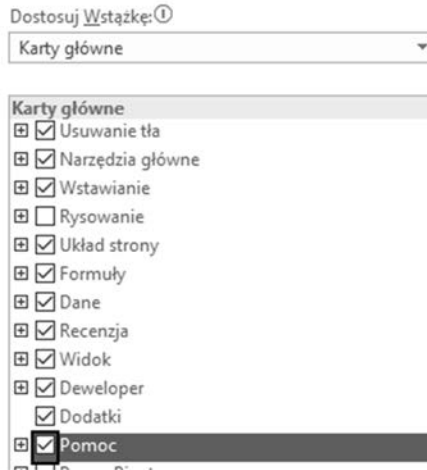 Dostosuj Wstążkę:
Karty główne
Karty główne
Usuwanie tła
Narzędzia główne
Wstawianie
Rysowanie
Układ strony
Formuły
Dane
Recenzja
Widok
Deweloper
Dodatki
Pomoc